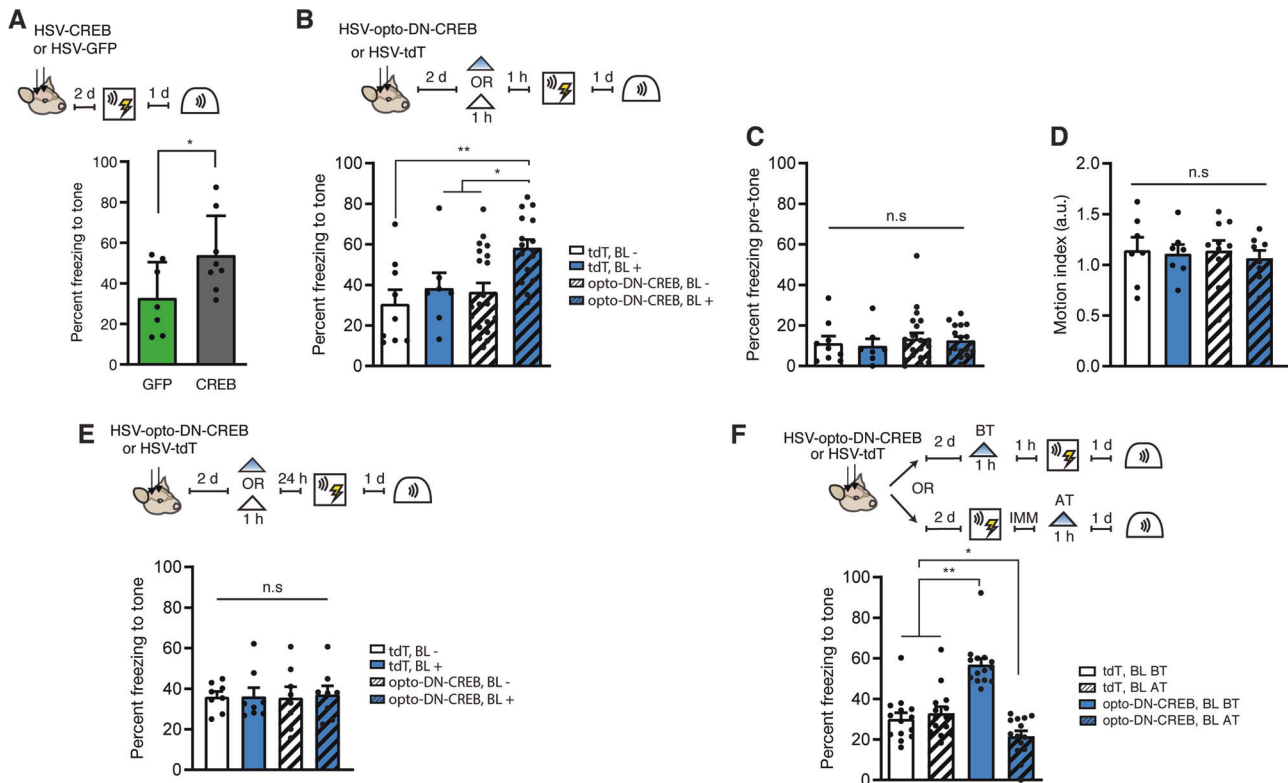 A
HSV-CREB
or HSV-GFP
2 d
1 d
*
Percent freezing to tone
100
80
60
40
20
0
GFP
CREB
B
HSV-opto-DN-CREB
or HSV-tdT
2 d
OR
1 h
1 h
1 d
**
*
Percent freezing to tone
100
80
60
40
20
0
tdT, BL -
tdT, BL +
opto-DN-CREB, BL -
opto-DN-CREB, BL +
C
n.s
Percent freezing pre-tone
100
80
60
40
20
0
D
n.s
Motion index (a.u.)
2.0
1.5
1.0
0.5
0.0
E
HSV-opto-DN-CREB
or HSV-tdT
2 d
OR
1 h
24 h
1 d
n.s
Percent freezing to tone
100
80
60
40
20
0
tdT, BL -
tdT, BL +
opto-DN-CREB, BL -
opto-DN-CREB, BL +
F
HSV-opto-DN-CREB
or HSV-tdT
OR
2 d
BT
1 h
1 h
1 d
2 d
IMM
AT
1 h
1 d
*
**
Percent freezing to tone
100
80
60
40
20
0
tdT, BL BT
tdT, BL AT
opto-DN-CREB, BL BT
opto-DN-CREB, BL AT